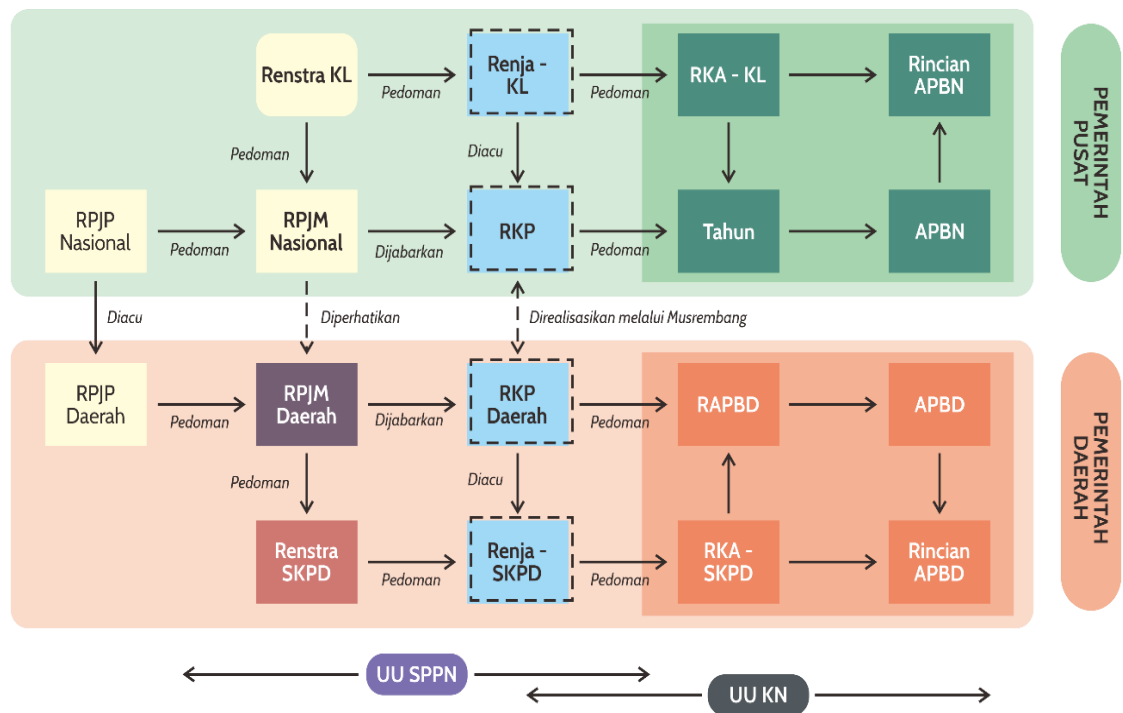 Renstra KL
Pedoman
Renja -
KL
Pedoman
RKA - KL
Rincian
APBN
PEMERINTAH
PUSAT
Pedoman
Diacu
RPJP
Nasional
Pedoman
RPJM
Nasional
Dijabarkan
RKP
Pedoman
Tahun
APBN
Diacu
Diperhatikan
Direalisasikan melalui Musrembang
RPJP
Daerah
Pedoman
RPJM
Daerah
Dijabarkan
RKP
Daerah
Pedoman
RAPBD
APBD
PEMERINTAH
DAERAH
Pedoman
Diacu
Renstra
SKPD
Pedoman
Renja -
SKPD
Pedoman
RKA -
SKPD
Rincian
APBD
UU SPPN
UU KN